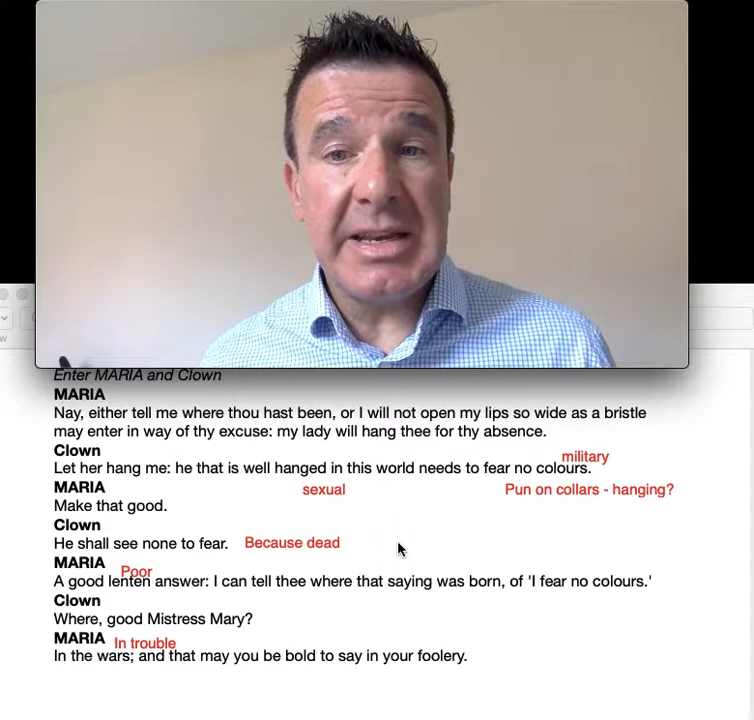 w
Enter MARIA and Clown
MARIA
Nay, either tell me where thou hast been, or I will not open my lips so wide as a bristle
may enter in way of thy excuse: my lady will hang thee for thy absence.
Clown
military
Let her hang me: he that is well hanged in this world needs to fear no colours.
MARIA sexual Pun on collars - hanging?
Make that good.
Clown
He shall see none to fear. Because dead
MARIA
Poor
A good lenten answer: I can tell thee where that saying was born, of 'I fear no colours.'
Clown
Where, good Mistress Mary?
MARIA In trouble
In the wars; and that may you be bold to say in your foolery.